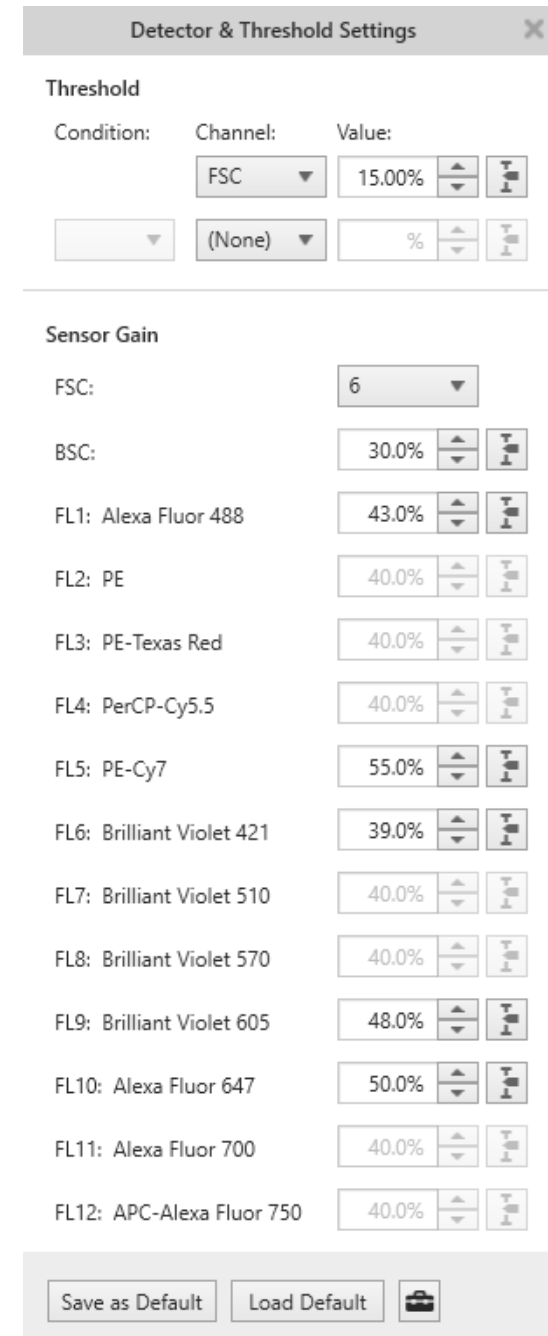 Detector & Threshold Settings
Threshold
Condition: Channel: Value:
FSC 15.00%
(None) %
Sensor Gain
FSC: 6
BSC: 30.0%
FL1: Alexa Fluor 488 43.0%
FL2: PE 40.0%
FL3: PE-Texas Red 40.0%
FL4: PerCP-Cy5.5 40.0%
FL5: PE-Cy7 55.0%
FL6: Brilliant Violet 421 39.0%
FL7: Brilliant Violet 510 40.0%
FL8: Brilliant Violet 570 40.0%
FL9: Brilliant Violet 605 48.0%
FL10: Alexa Fluor 647 50.0%
FL11: Alexa Fluor 700 40.0%
FL12: APC-Alexa Fluor 750 40.0%
Save as Default Load Default